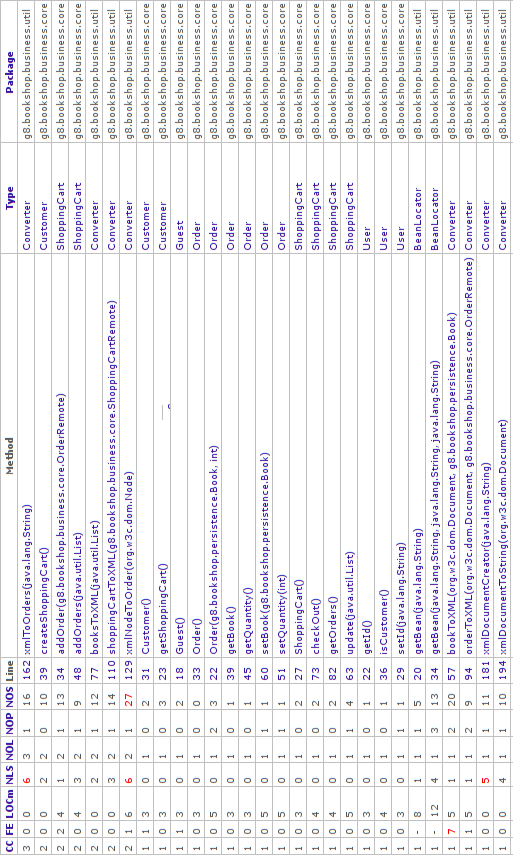 CC FE LOCm NLS NOL NOP NOS Line Method Type Package
3 0 0 6 3 1 16 162 xmlToOrders(java.lang.String) Converter g8.bookshop.business.util
2 0 0 2 2 0 10 39 createShoppingCart() Customer g8.bookshop.business.core
2 2 4 1 2 1 13 34 addOrder(g8.bookshop.business.core.OrderRemote) ShoppingCart g8.bookshop.business.core
2 0 4 3 2 1 9 48 addOrders(java.util.List) ShoppingCart g8.bookshop.business.core
2 0 0 2 2 1 12 77 booksToXML(java.util.List) Converter g8.bookshop.business.util
2 0 0 3 2 1 14 110 shoppingCartToXML(g8.bookshop.business.core.ShoppingCartRemote) Converter g8.bookshop.business.util
2 1 6 6 2 1 27 129 xmlNodeToOrder(org.w3c.dom.Node) Converter g8.bookshop.business.util
1 1 3 0 1 0 2 31 Customer() Customer g8.bookshop.business.core
1 0 3 0 1 0 3 23 getShoppingCart() Customer g8.bookshop.business.core
1 1 3 0 1 0 2 18 Guest() Guest g8.bookshop.business.core
1 0 3 0 1 0 0 33 Order() Order g8.bookshop.business.core
1 0 5 0 1 2 3 22 Order(g8.bookshop.persistence.Book, int) Order g8.bookshop.business.core
1 0 3 0 1 0 1 39 getBook() Order g8.bookshop.business.core
1 0 3 0 1 0 1 45 getQuantity() Order g8.bookshop.business.core
1 0 5 0 1 1 1 60 setBook(g8.bookshop.persistence.Book) Order g8.bookshop.business.core
1 0 5 0 1 1 1 51 setQuantity(int) Order g8.bookshop.business.core
1 0 3 0 1 0 2 27 ShoppingCart() ShoppingCart g8.bookshop.business.core
1 0 4 0 1 0 2 73 checkOut() ShoppingCart g8.bookshop.business.core
1 0 4 0 1 0 2 82 getOrders() ShoppingCart g8.bookshop.business.core
1 0 5 0 1 1 4 63 update(java.util.List) ShoppingCart g8.bookshop.business.core
1 0 3 0 1 0 1 22 getId() User g8.bookshop.business.core
1 0 4 0 1 0 1 36 isCustomer() User g8.bookshop.business.core
1 0 3 0 1 1 1 29 setId(java.lang.String) User g8.bookshop.business.core
1 - 8 1 1 1 5 20 getBean(java.lang.String) BeanLocator g8.bookshop.business.util
1 - 12 4 1 3 13 34 getBean(java.lang.String, java.lang.String, java.lang.String) BeanLocator g8.bookshop.business.util
1 7 5 1 1 2 20 57 bookToXML(org.w3c.dom.Document, g8.bookshop.persistence.Book) Converter g8.bookshop.business.util
1 1 5 1 1 2 9 94 orderToXML(org.w3c.dom.Document, g8.bookshop.business.core.OrderRemote) Converter g8.bookshop.business.util
1 0 0 5 1 1 11 181 xmlDocumentCreator(java.lang.String) Converter g8.bookshop.business.util
1 0 0 4 1 1 10 194 xmlDocumentToString(org.w3c.dom.Document) Converter g8.bookshop.business.util